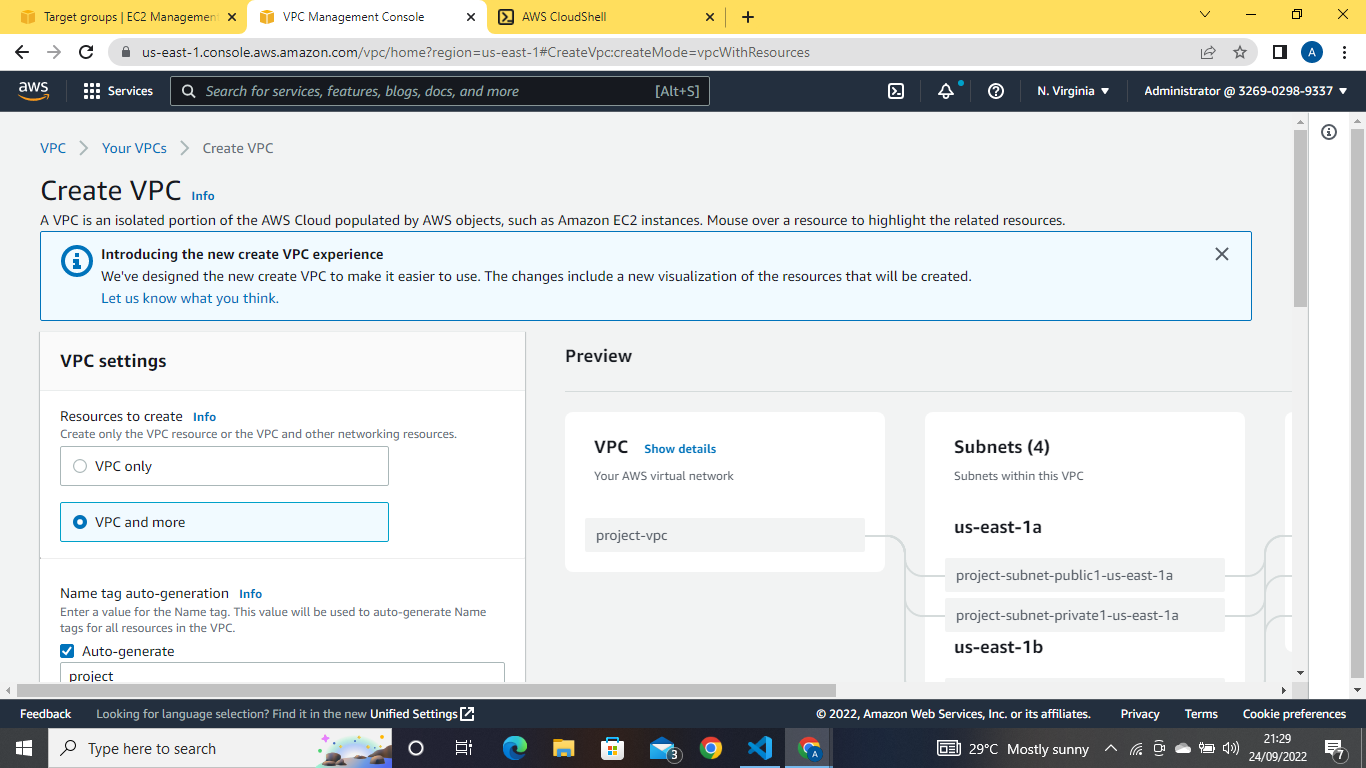 Target groups | EC2 Management
VPC Management Console
AWS CloudShell
us-east-1.console.aws.amazon.com/vpc/home?region=us-east-1#CreateVpc:createMode=vpcWithResources
A
aws
Services
Search for services, features, blogs, docs, and more [Alt+S]
N. Virginia
Administrator @ 3269-0298-9337
VPC
Your VPCs
Create VPC
Create VPC Info
A VPC is an isolated portion of the AWS Cloud populated by AWS objects, such as Amazon EC2 instances. Mouse over a resource to highlight the related resources.
Introducing the new create VPC experience
We've designed the new create VPC to make it easier to use. The changes include a new visualization of the resources that will be created.
Let us know what you think.
VPC settings
Resources to create Info
Create only the VPC resource or the VPC and other networking resources.
VPC only
VPC and more
Name tag auto-generation Info
Enter a value for the Name tag. This value will be used to auto-generate Name
tags for all resources in the VPC.
Auto-generate
project
Preview
VPC Show details
Your AWS virtual network
project-vpc
Subnets (4)
Subnets within this VPC
us-east-1a
project-subnet-public1-us-east-1a
project-subnet-private1-us-east-1a
us-east-1b
Feedback
Looking for language selection? Find it in the new Unified Settings
© 2022, Amazon Web Services, Inc. or its affiliates.
Privacy
Terms
Cookie preferences
Type here to search
3
A
29°C Mostly sunny
21:29
24/09/2022
7